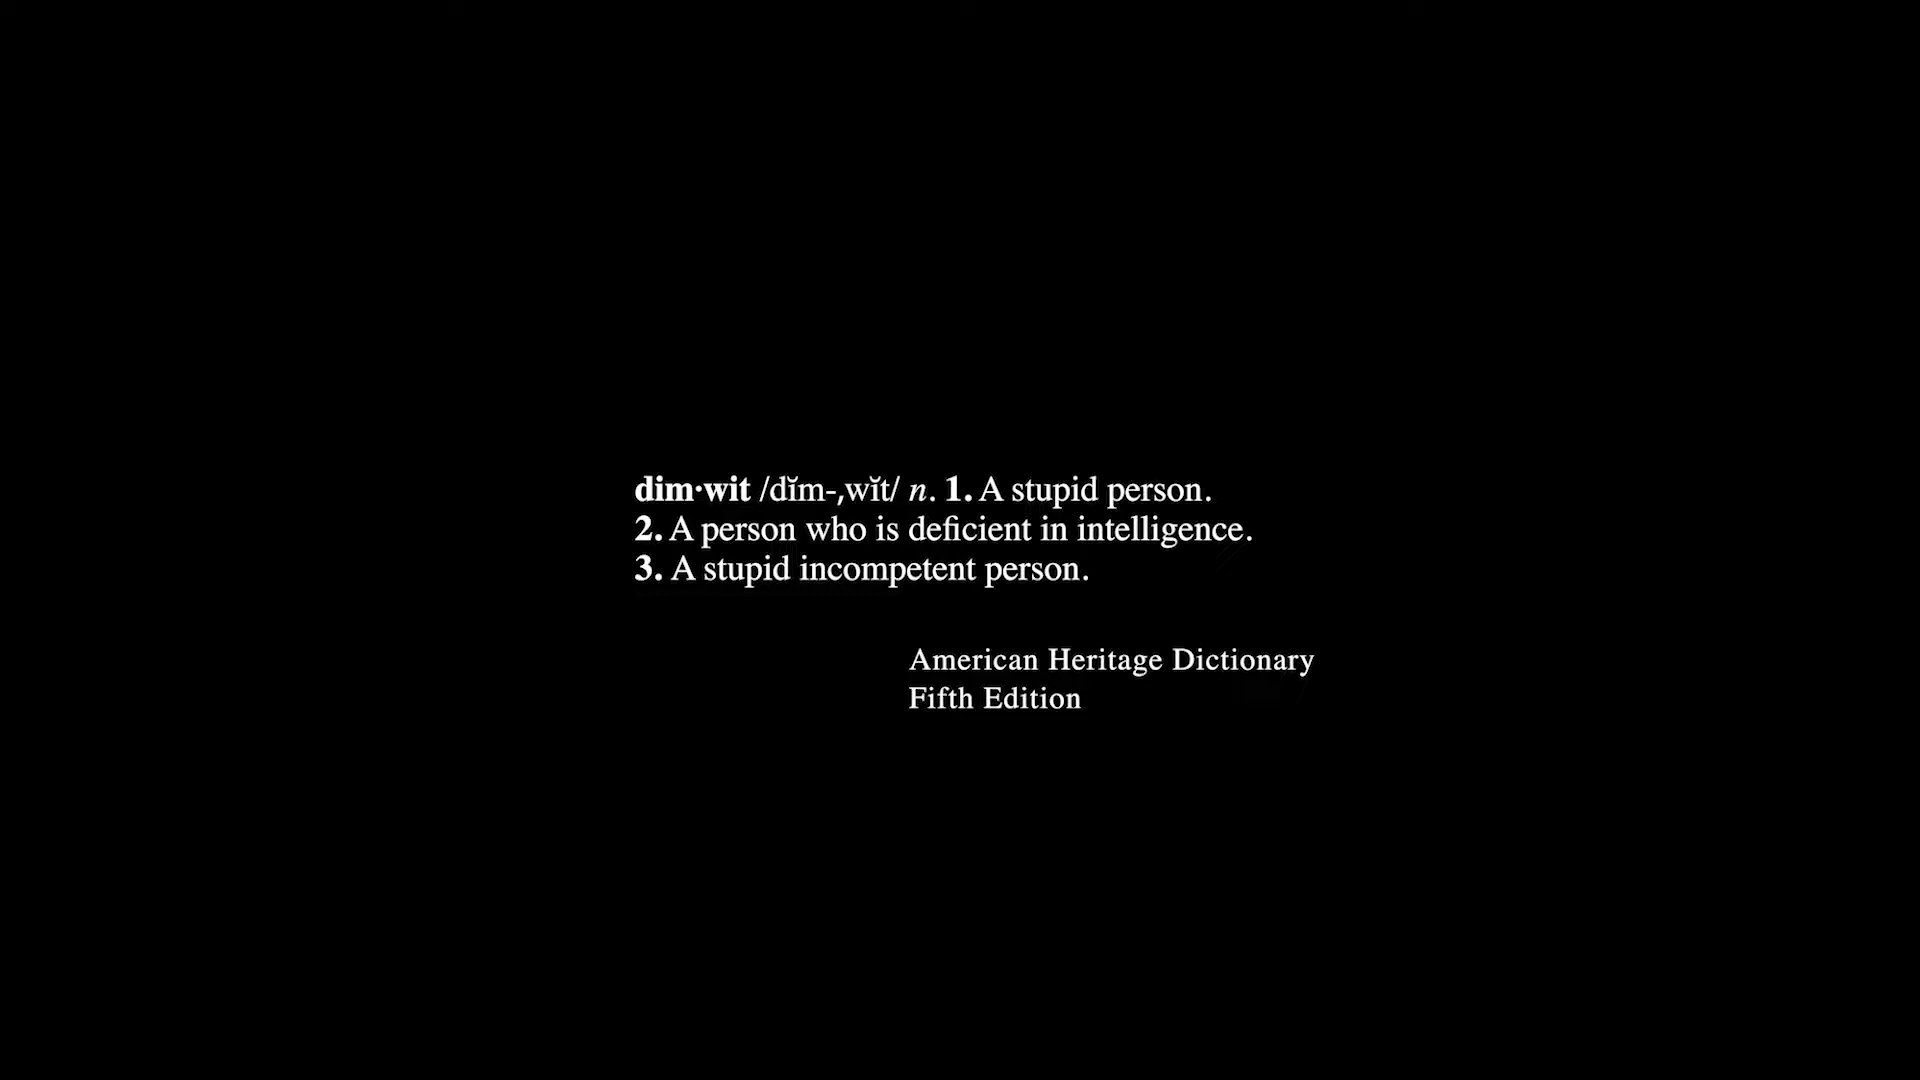 dim·wit /dĭm-,wĭt/ n. 1. A stupid person.
2. A person who is deficient in intelligence.
3. A stupid incompetent person.
American Heritage Dictionary
Fifth Edition